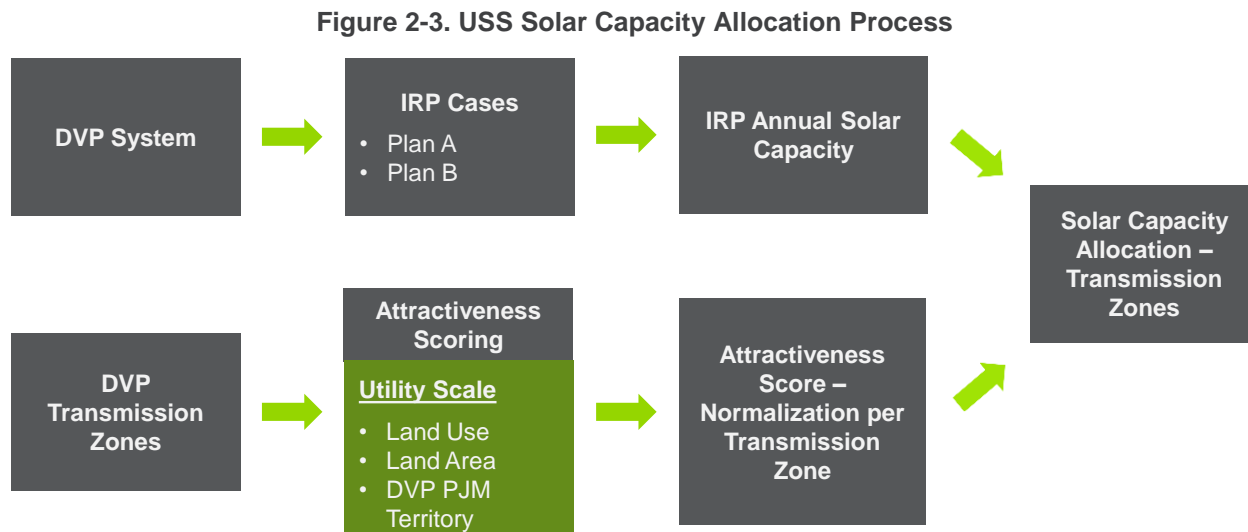 Figure 2-3. USS Solar Capacity Allocation Process
DVP System
IRP Cases
• Plan A
• Plan B
IRP Annual Solar
Capacity
Solar Capacity
Allocation –
Transmission
Zones
DVP
Transmission
Zones
Attractiveness
Scoring
Utility Scale
• Land Use
• Land Area
• DVP PJM
Territory
Attractiveness
Score –
Normalization per
Transmission
Zone